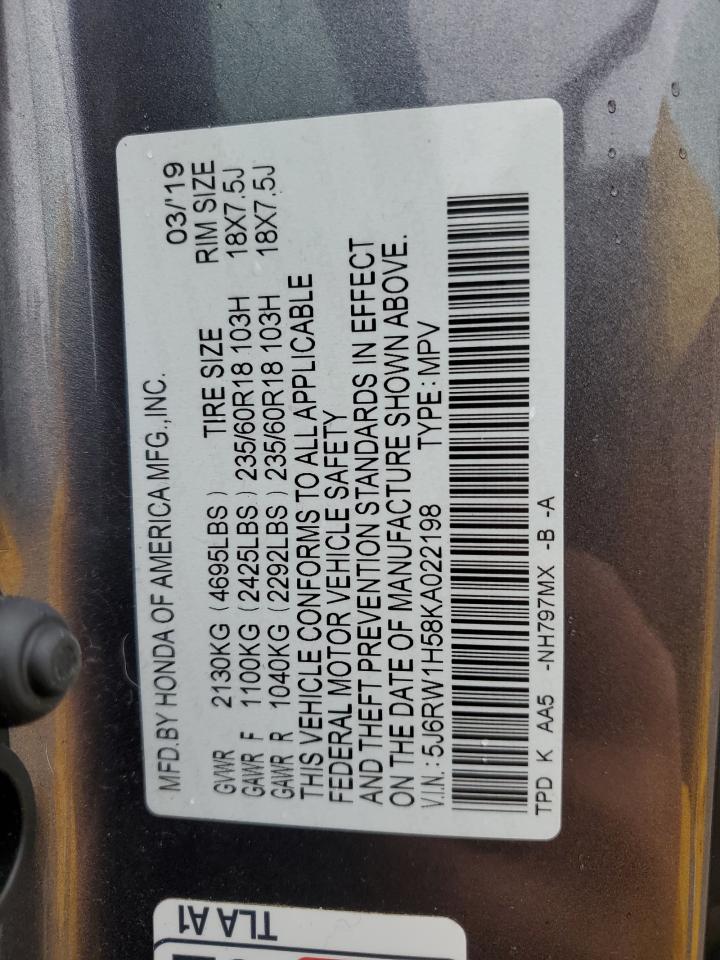 MFD.BY HONDA OF AMERICA MFG.,INC. 03/'19
GVWR 2130KG (4695LBS) TIRE SIZE RIM SIZE
GAWR F 1100KG (2425LBS) 235/60R18 103H 18X7.5J
GAWR R 1040KG (2292LBS) 235/60R18 103H 18X7.5J
THIS VEHICLE CONFORMS TO ALL APPLICABLE
FEDERAL MOTOR VEHICLE SAFETY
AND THEFT PREVENTION STANDARDS IN EFFECT
ON THE DATE OF MANUFACTURE SHOWN ABOVE.
V.I.N.: 5J6RW1H58KA022198 TYPE: MPV
TPD K AA5 -NH797MX -B -A
TLA A1